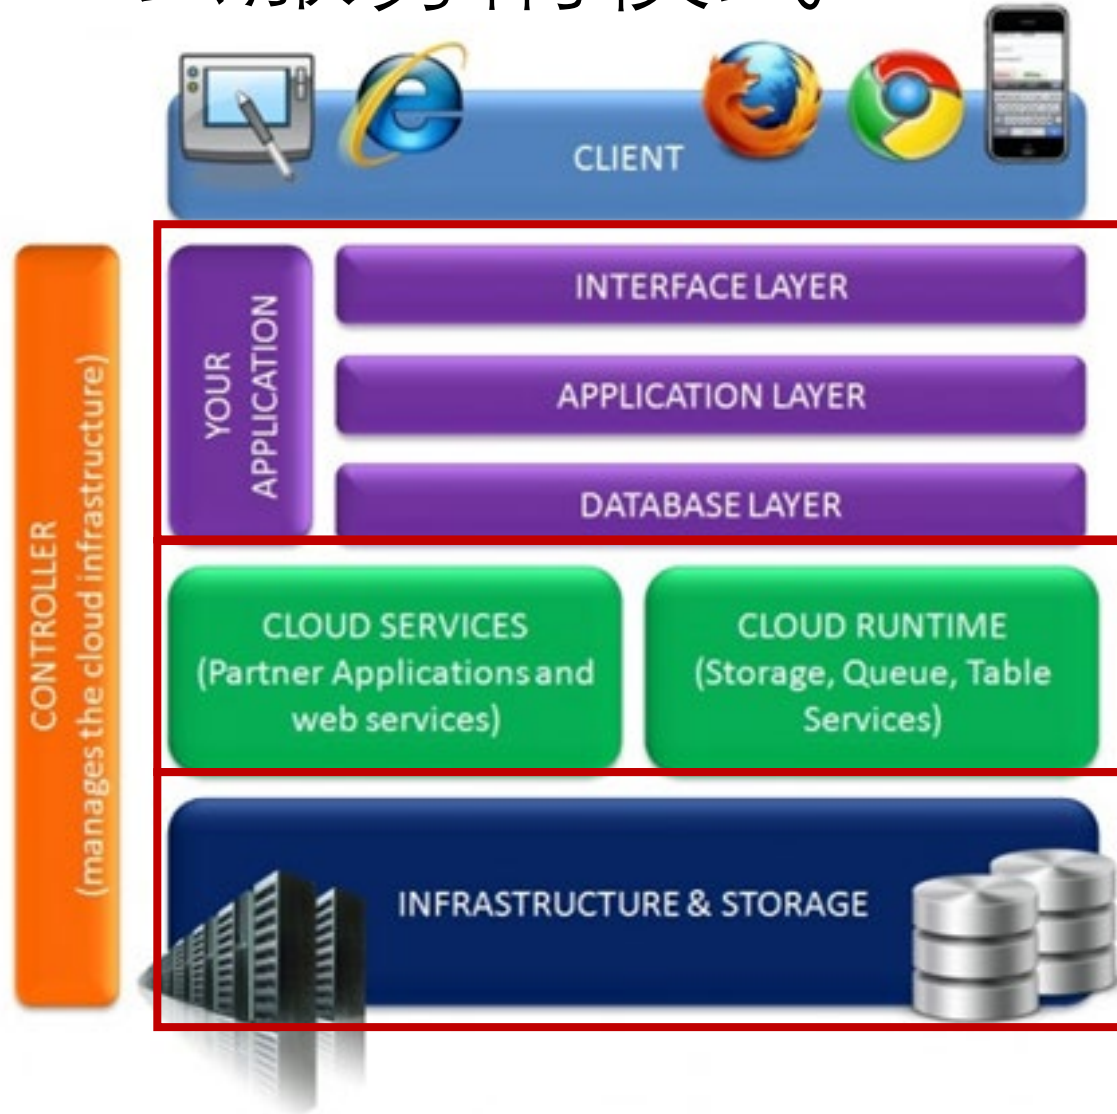 CLIENT
CONTROLLER
(manages the cloud infrastructure)
YOUR
APPLICATION
INTERFACE LAYER
APPLICATION LAYER
DATABASE LAYER
CLOUD SERVICES
(Partner Applications and
web services)
CLOUD RUNTIME
(Storage, Queue, Table
Services)
INFRASTRUCTURE & STORAGE